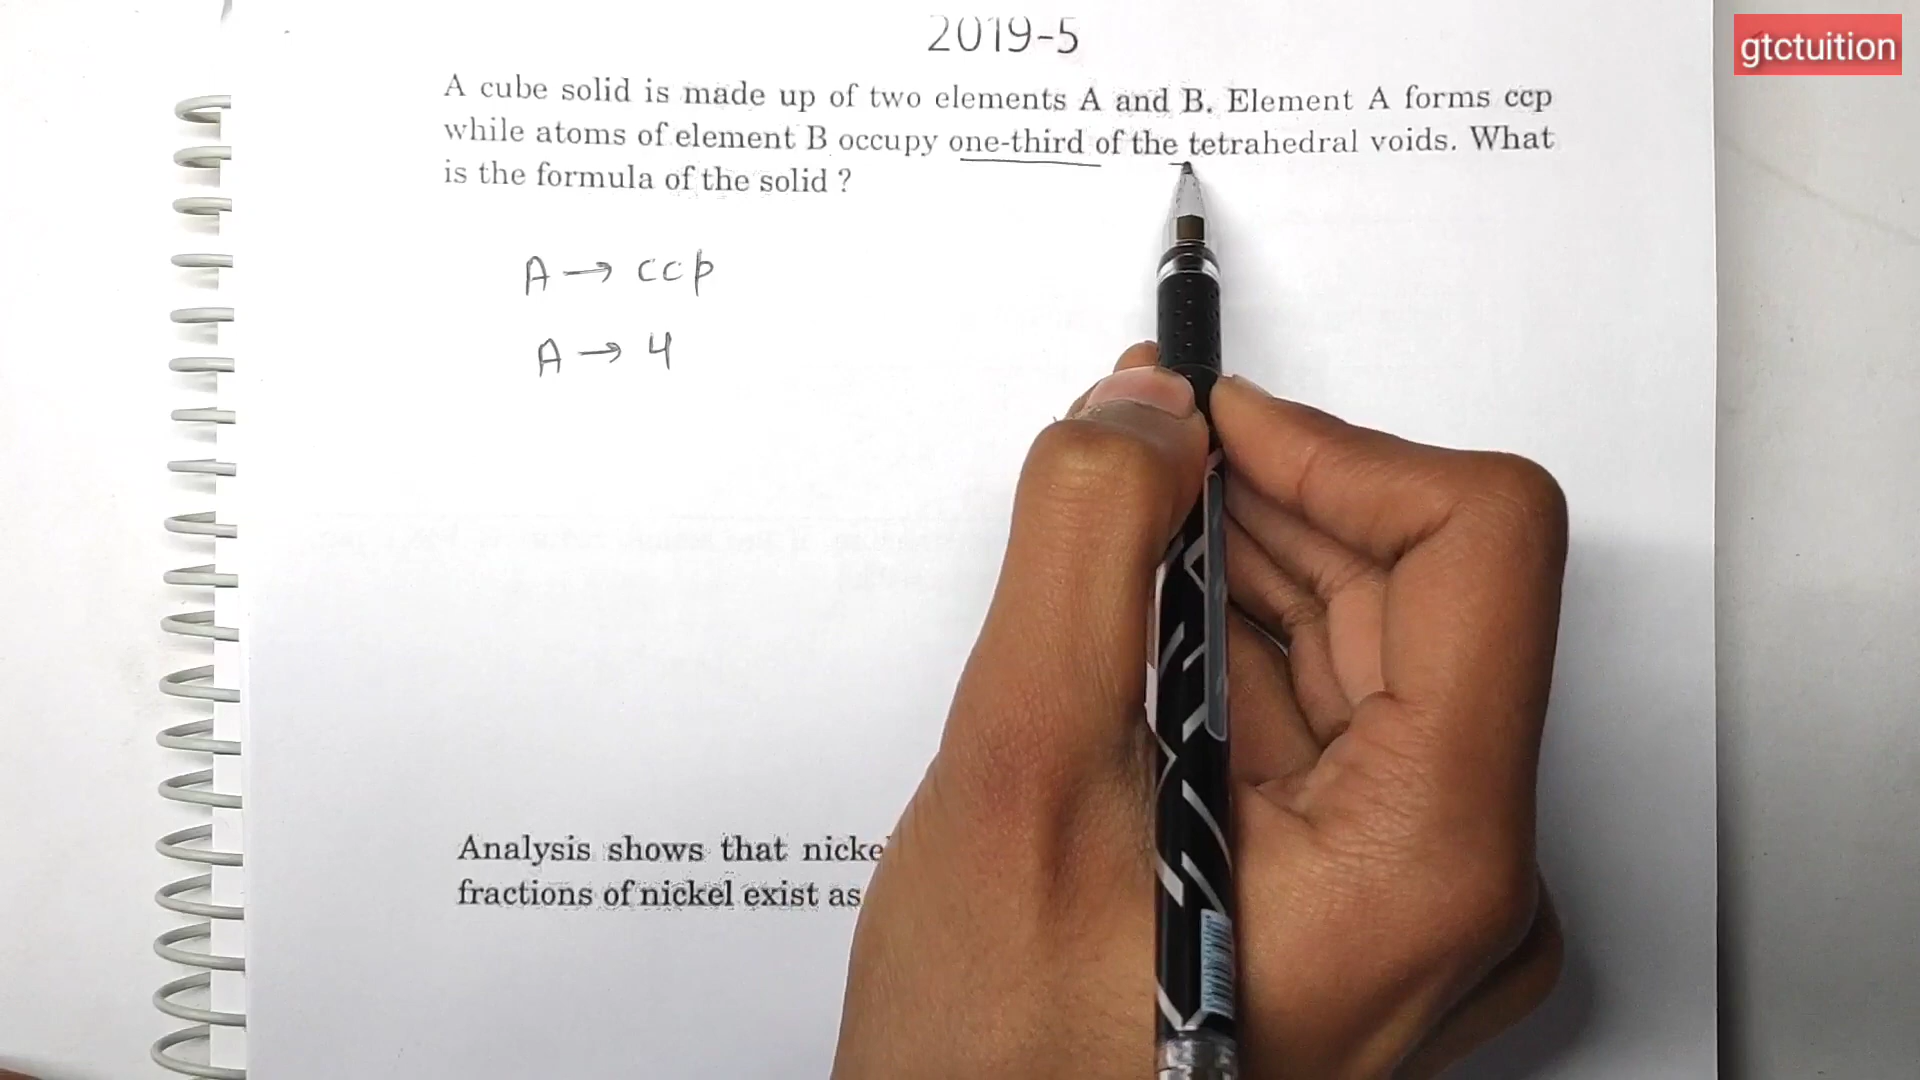 2019-5
gtctuition
A cube solid is made up of two elements A and B. Element A forms ccp
while atoms of element B occupy one-third of the tetrahedral voids. What
is the formula of the solid ?
A → ccp
A → 4
Analysis shows that
fractions of nickel exist as